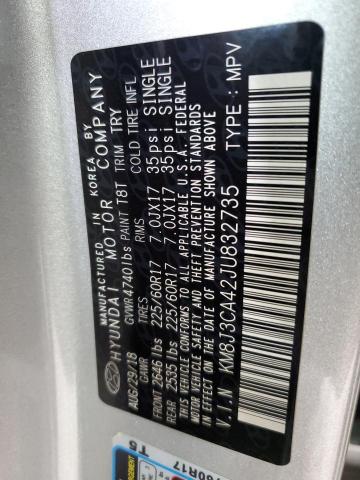 MANUFACTURED IN KOREA BY
HYUNDAI MOTOR COMPANY
GVWR 4740lbs PAINT T8T TRIM TRY
AUG/29/18 GAWR TIRES RIMS COLD TIRE INFL
FRONT 2646 lbs 225/60R17 7.0JX17 35psi SINGLE
REAR 2535 lbs 225/60R17 7.0JX17 35 psi SINGLE
THIS VEHICLE CONFORMS TO ALL APPLICABLE U.S.A. FEDERAL
MOTOR VEHICLE SAFETY AND THEFT PREVENTION STANDARDS
IN EFFECT ON THE DATE OF MANUFACTURE SHOWN ABOVE
V.I.N: KM8J3CA42JU832735 TYPE: MPV
60R17